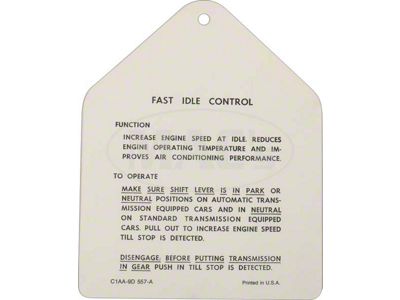 FAST IDLE CONTROL
FUNCTION
INCREASE ENGINE SPEED AT IDLE. REDUCES
ENGINE OPERATING TEMPERATURE AND IM-
PROVES AIR CONDITIONING PERFORMANCE.
TO OPERATE
MAKE SURE SHIFT LEVER IS IN PARK OR
NEUTRAL POSITIONS ON AUTOMATIC TRANS-
MISSION EQUIPPED CARS AND IN NEUTRAL
ON STANDARD TRANSMISSION EQUIPPED
CARS. PULL OUT TO INCREASE ENGINE SPEED
TILL STOP IS DETECTED.
DISENGAGE: BEFORE PUTTING TRANSMISSION
IN GEAR PUSH IN TILL STOP IS DETECTED.
C1AA-9D 557-A
Printed in U.S.A.